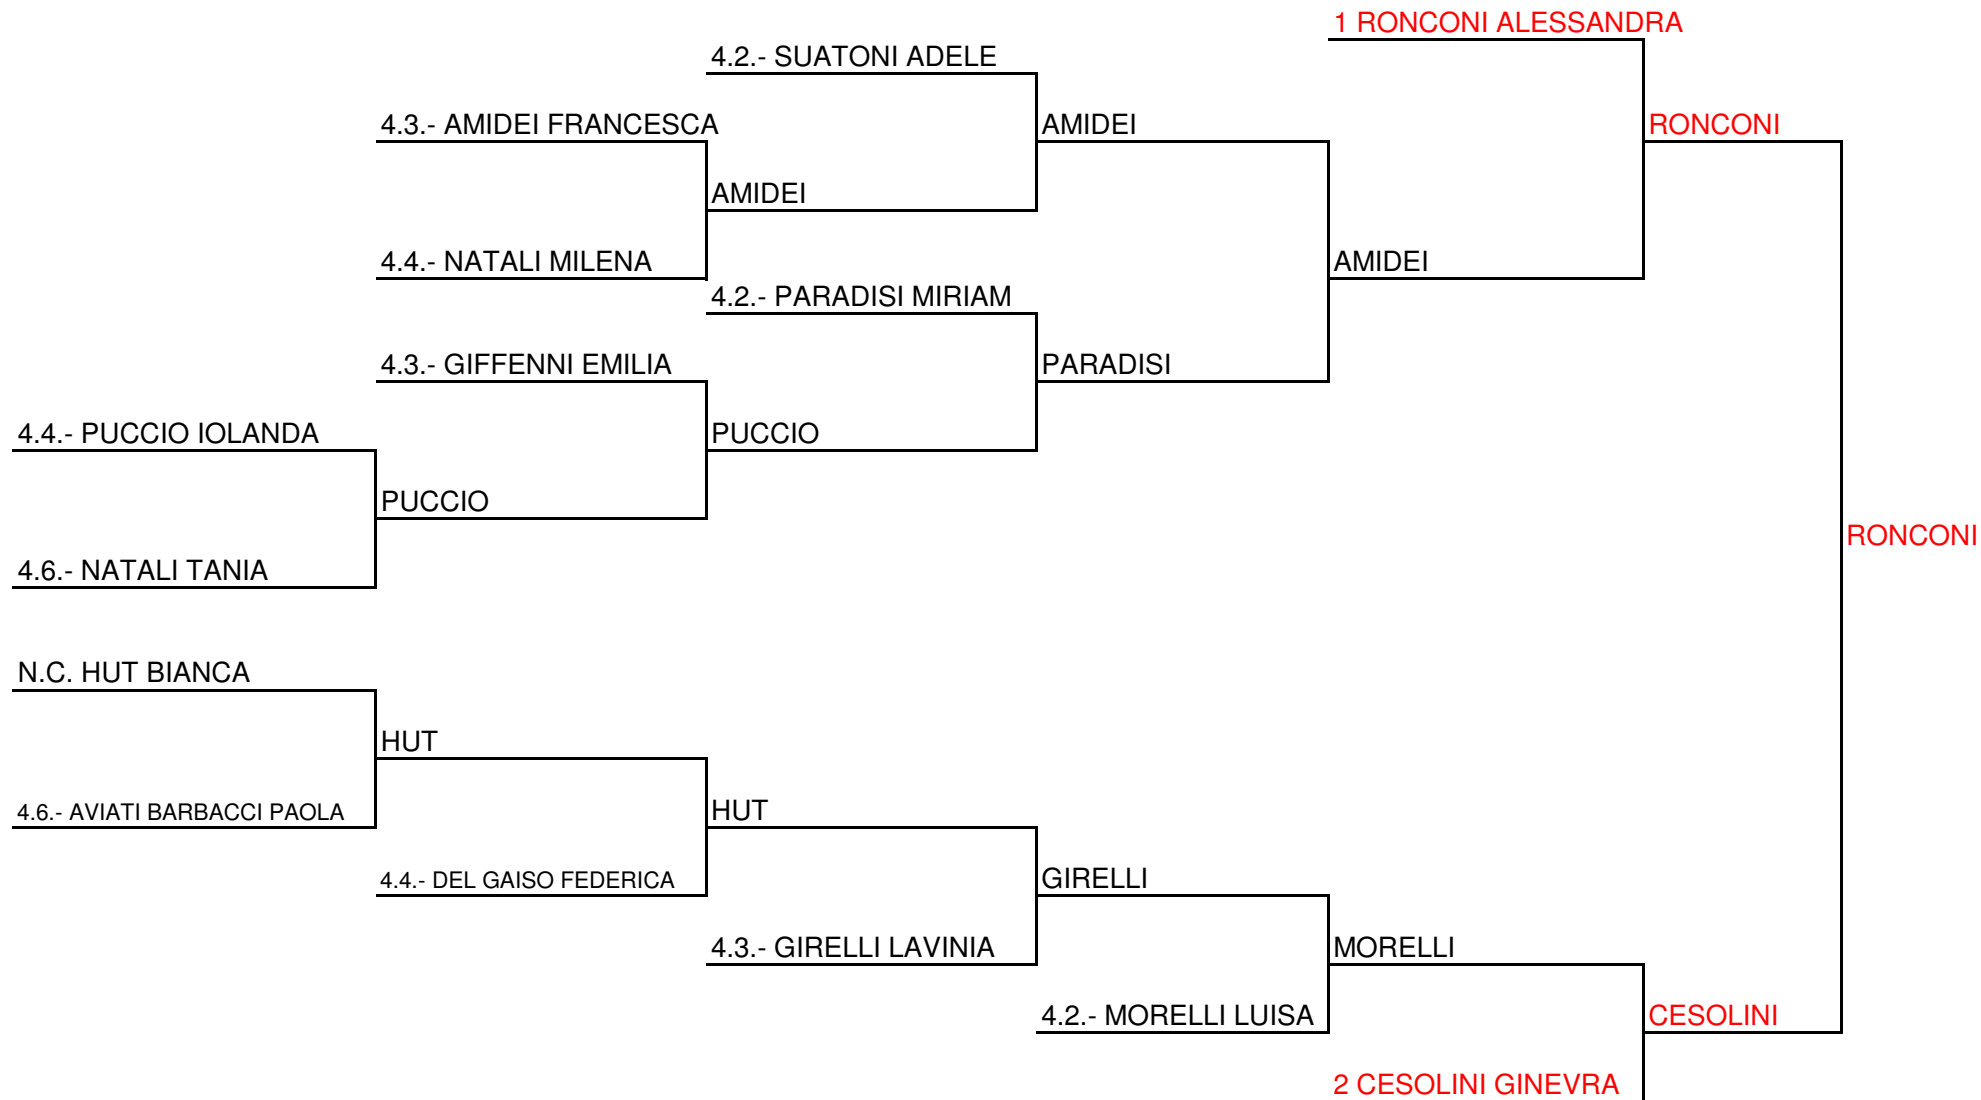 1 RONCONI ALESSANDRA
4.2.- SUATONI ADELE
4.3.- AMIDEI FRANCESCA
AMIDEI
RONCONI
AMIDEI
4.4.- NATALI MILENA
AMIDEI
4.2.- PARADISI MIRIAM
4.3.- GIFFENNI EMILIA
PARADISI
4.4.- PUCCIO IOLANDA
PUCCIO
PUCCIO
RONCONI
4.6.- NATALI TANIA
N.C. HUT BIANCA
HUT
4.6.- AVIATI BARBACCI PAOLA
HUT
4.4.- DEL GAISO FEDERICA
GIRELLI
4.3.- GIRELLI LAVINIA
MORELLI
4.2.- MORELLI LUISA
CESOLINI
2 CESOLINI GINEVRA